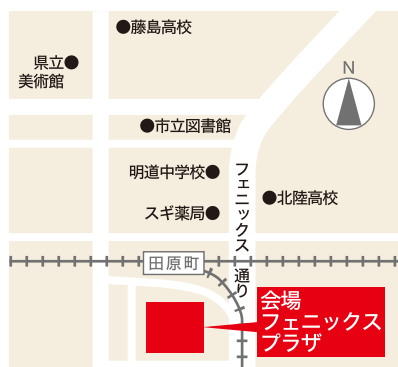 ●藤島高校
県立●
美術館
N
●市立図書館
明道中学校●
フェニックス通り
●北陸高校
スギ薬局●
田原町
会場
フェニックス
プラザ